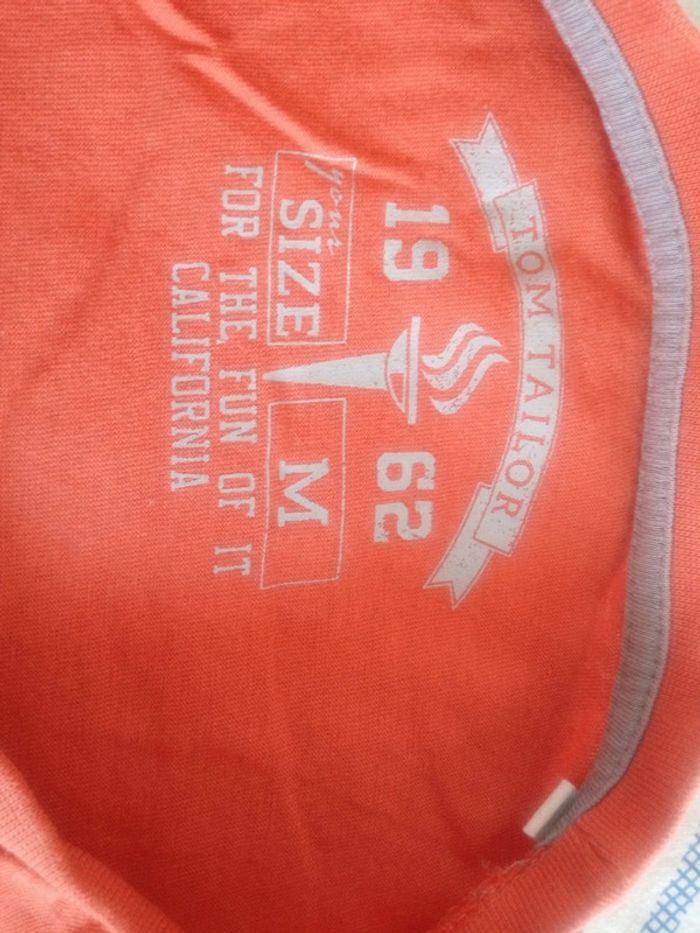 TOM TAILOR
19 62
your SIZE M
FOR THE FUN OF IT
CALIFORNIA